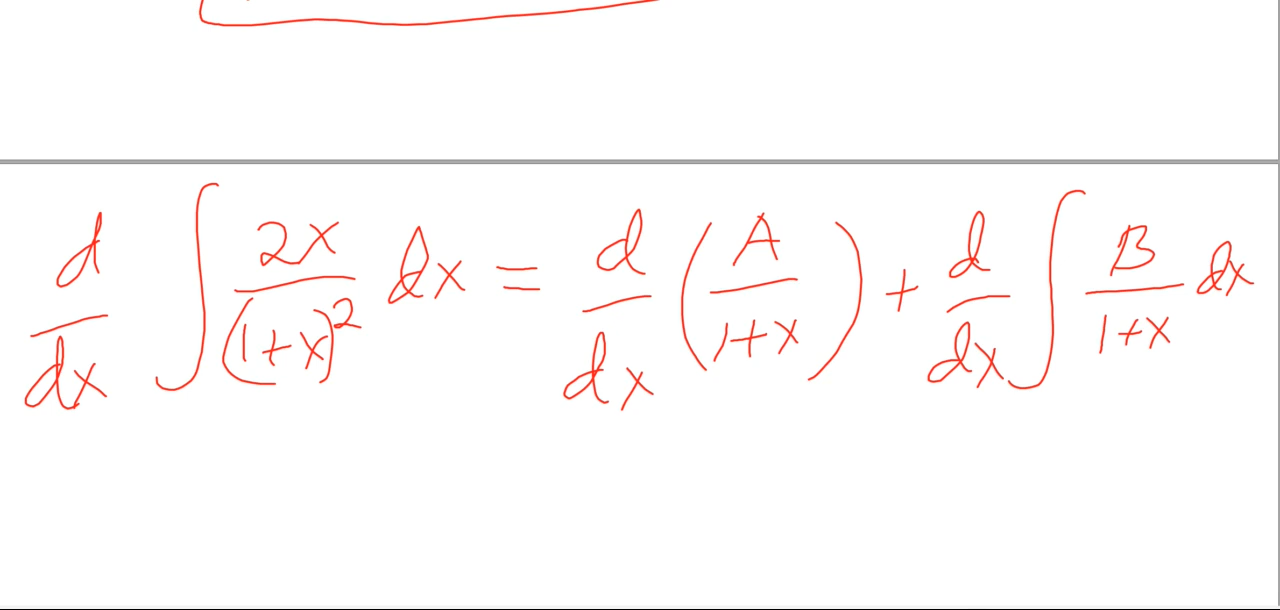 d/dx ∫ 2x/(1+x)² dx = d/dx (A/(1+x)) + d/dx ∫ B/(1+x) dx